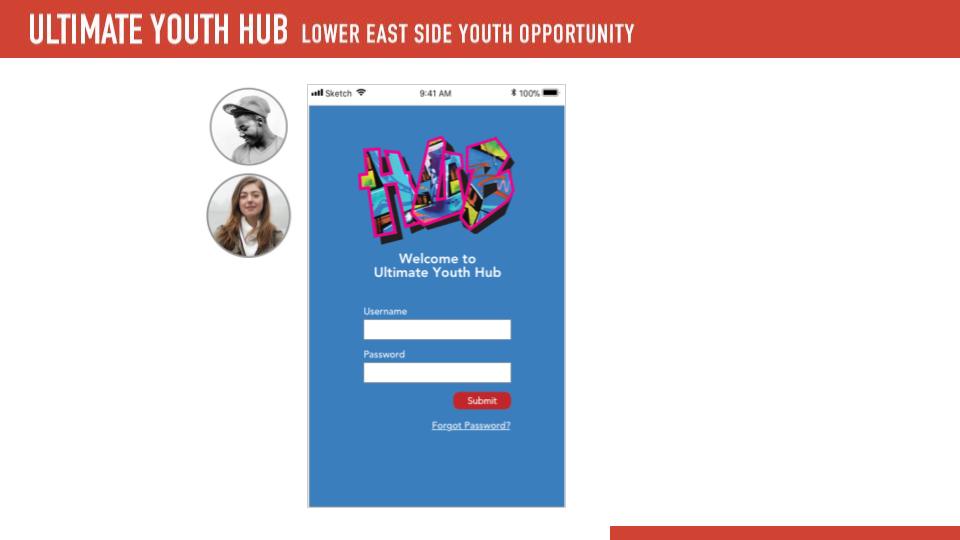 ULTIMATE YOUTH HUB LOWER EAST SIDE YOUTH OPPORTUNITY
Sketch 9:41 AM 100%
HUB
Welcome to
Ultimate Youth Hub
Username
Password
Submit
Forgot Password?